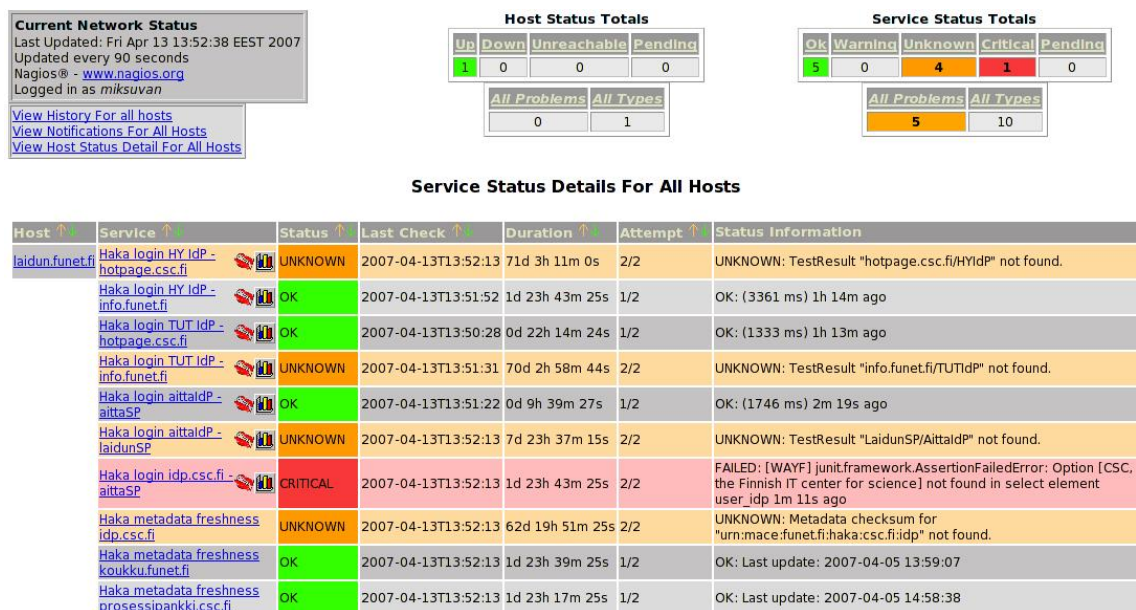 Current Network Status
Last Updated: Fri Apr 13 13:52:38 EEST 2007
Updated every 90 seconds
Nagios® - www.nagios.org
Logged in as miksuvan
View History For all hosts
View Notifications For All Hosts
View Host Status Detail For All Hosts
Host Status Totals
Up Down Unreachable Pending
1 0 0 0
All Problems All Types
0 1
Service Status Totals
Ok Warning Unknown Critical Pending
5 0 4 1 0
All Problems All Types
5 10
Service Status Details For All Hosts
Host Service Status Last Check Duration Attempt Status Information
laidun.funet.fi Haka login HY IdP - hotpage.csc.fi UNKNOWN 2007-04-13T13:52:13 71d 3h 11m 0s 2/2 UNKNOWN: TestResult "hotpage.csc.fi/HYIdP" not found.
Haka login HY IdP - info.funet.fi OK 2007-04-13T13:51:52 1d 23h 43m 25s 1/2 OK: (3361 ms) 1h 14m ago
Haka login TUT IdP - hotpage.csc.fi OK 2007-04-13T13:50:28 0d 22h 14m 24s 1/2 OK: (1333 ms) 1h 13m ago
Haka login TUT IdP - info.funet.fi UNKNOWN 2007-04-13T13:51:31 70d 2h 58m 44s 2/2 UNKNOWN: TestResult "info.funet.fi/TUTIdP" not found.
Haka login aittaIdP - aittaSP OK 2007-04-13T13:51:22 0d 9h 39m 27s 1/2 OK: (1746 ms) 2m 19s ago
Haka login aittaIdP - laidunSP UNKNOWN 2007-04-13T13:52:13 7d 23h 37m 15s 2/2 UNKNOWN: TestResult "LaidunSP/AittaIdP" not found.
Haka login idp.csc.fi - aittaSP CRITICAL 2007-04-13T13:52:13 1d 23h 43m 25s 2/2 FAILED: [WAYF] junit.framework.AssertionFailedError: Option [CSC, the Finnish IT center for science] not found in select element user_idp 1m 11s ago
Haka metadata freshness idp.csc.fi UNKNOWN 2007-04-13T13:52:13 62d 19h 51m 25s 2/2 UNKNOWN: Metadata checksum for "urn:mace:funet.fi:haka:csc.fi:idp" not found.
Haka metadata freshness koukku.funet.fi OK 2007-04-13T13:52:13 1d 23h 39m 25s 1/2 OK: Last update: 2007-04-05 13:59:07
Haka metadata freshness prosessipankki.csc.fi OK 2007-04-13T13:52:13 1d 23h 17m 25s 1/2 OK: Last update: 2007-04-05 14:58:38